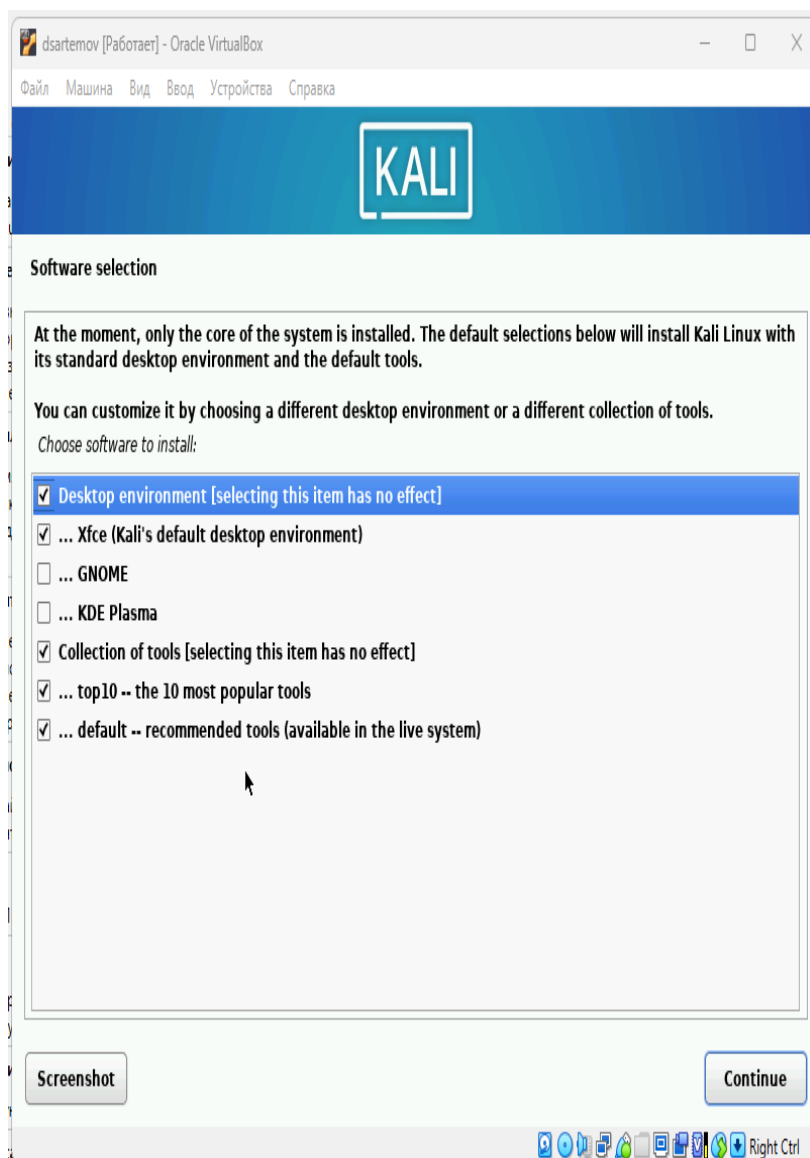 dsartemov [Работает] - Oracle VirtualBox
Файл Машина Вид Ввод Устройства Справка
KALI
Software selection
At the moment, only the core of the system is installed. The default selections below will install Kali Linux with
its standard desktop environment and the default tools.
You can customize it by choosing a different desktop environment or a different collection of tools.
Choose software to install:
Desktop environment [selecting this item has no effect]
... Xfce (Kali's default desktop environment)
... GNOME
... KDE Plasma
Collection of tools [selecting this item has no effect]
... top10 -- the 10 most popular tools
... default -- recommended tools (available in the live system)
Screenshot
Continue
Right Ctrl